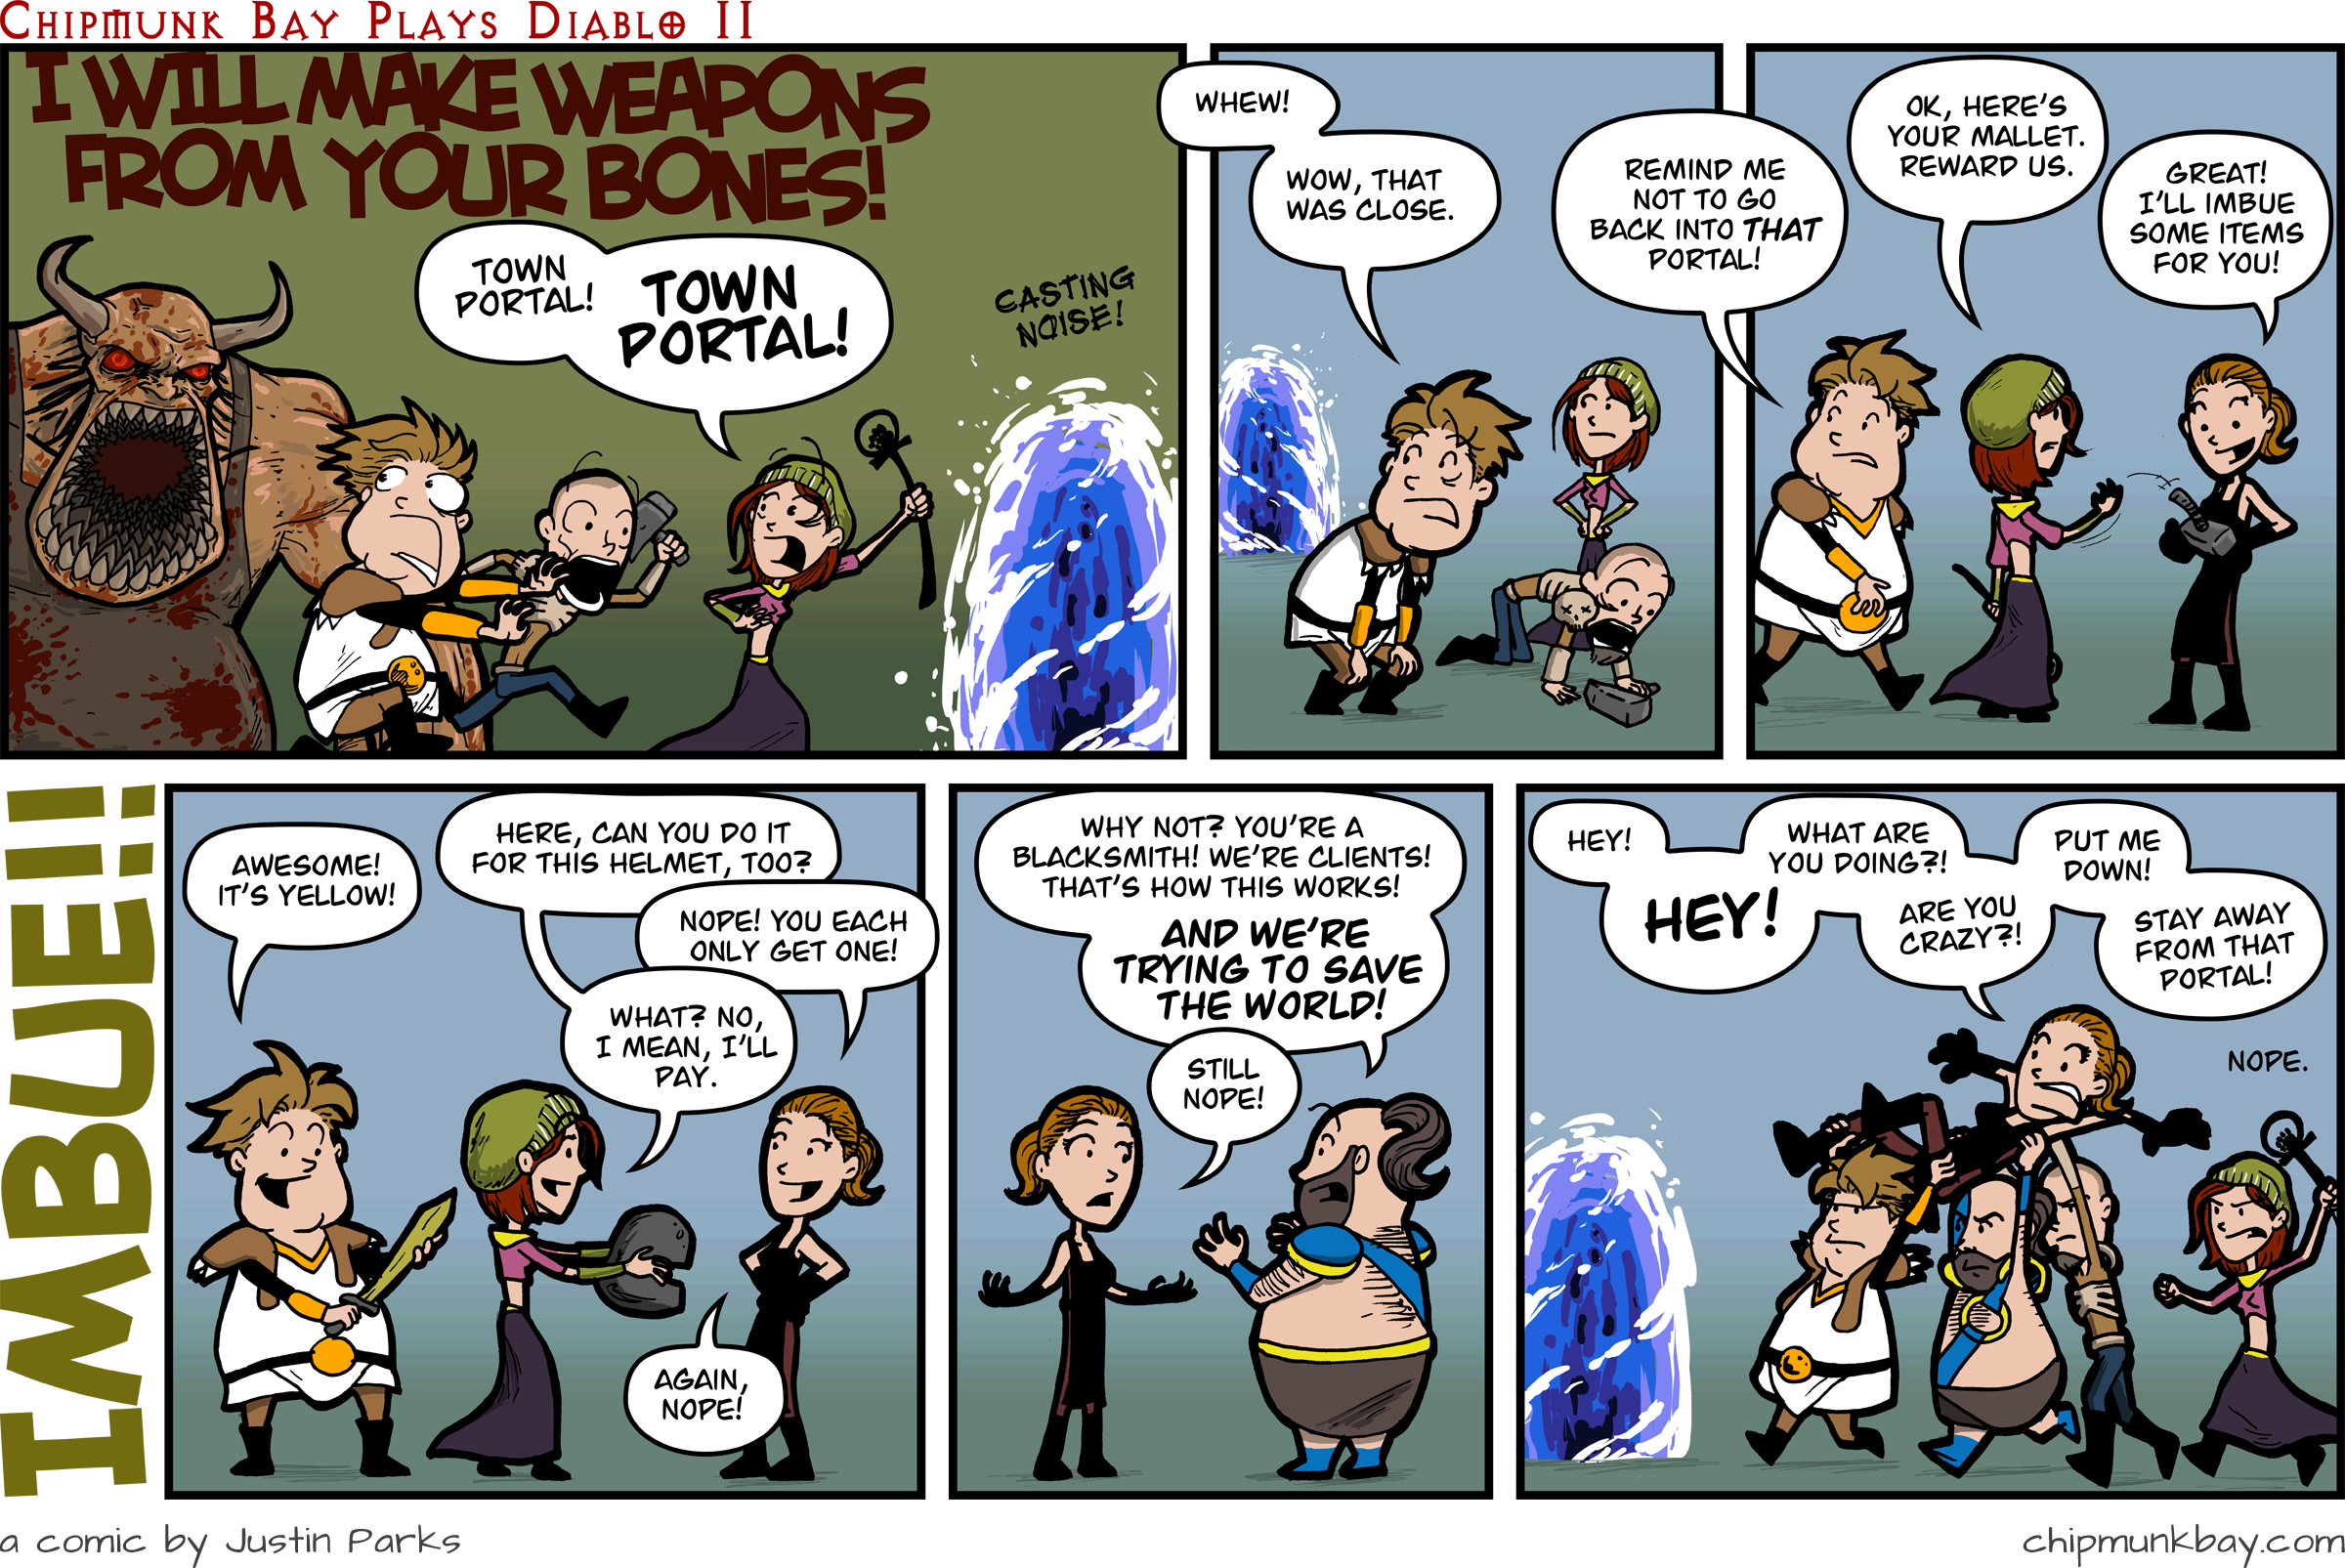 Chipmunk Bay Plays Diablo II
I WILL MAKE WEAPONS
FROM YOUR BONES!
TOWN
PORTAL!
TOWN
PORTAL!
CASTING
NOISE!
WHEW!
WOW, THAT
WAS CLOSE.
REMIND ME
NOT TO GO
BACK INTO THAT
PORTAL!
OK, HERE'S
YOUR MALLET.
REWARD US.
GREAT!
I'LL IMBUE
SOME ITEMS
FOR YOU!
IMBUE!!
AWESOME!
IT'S YELLOW!
HERE, CAN YOU DO IT
FOR THIS HELMET, TOO?
NOPE! YOU EACH
ONLY GET ONE!
WHAT? NO,
I MEAN, I'LL
PAY.
AGAIN,
NOPE!
WHY NOT? YOU'RE A
BLACKSMITH! WE'RE CLIENTS!
THAT'S HOW THIS WORKS!
AND WE'RE
TRYING TO SAVE
THE WORLD!
STILL
NOPE!
HEY!
HEY!
WHAT ARE
YOU DOING?!
ARE YOU
CRAZY?!
PUT ME
DOWN!
STAY AWAY
FROM THAT
PORTAL!
NOPE.
a comic by Justin Parks
chipmunkbay.com